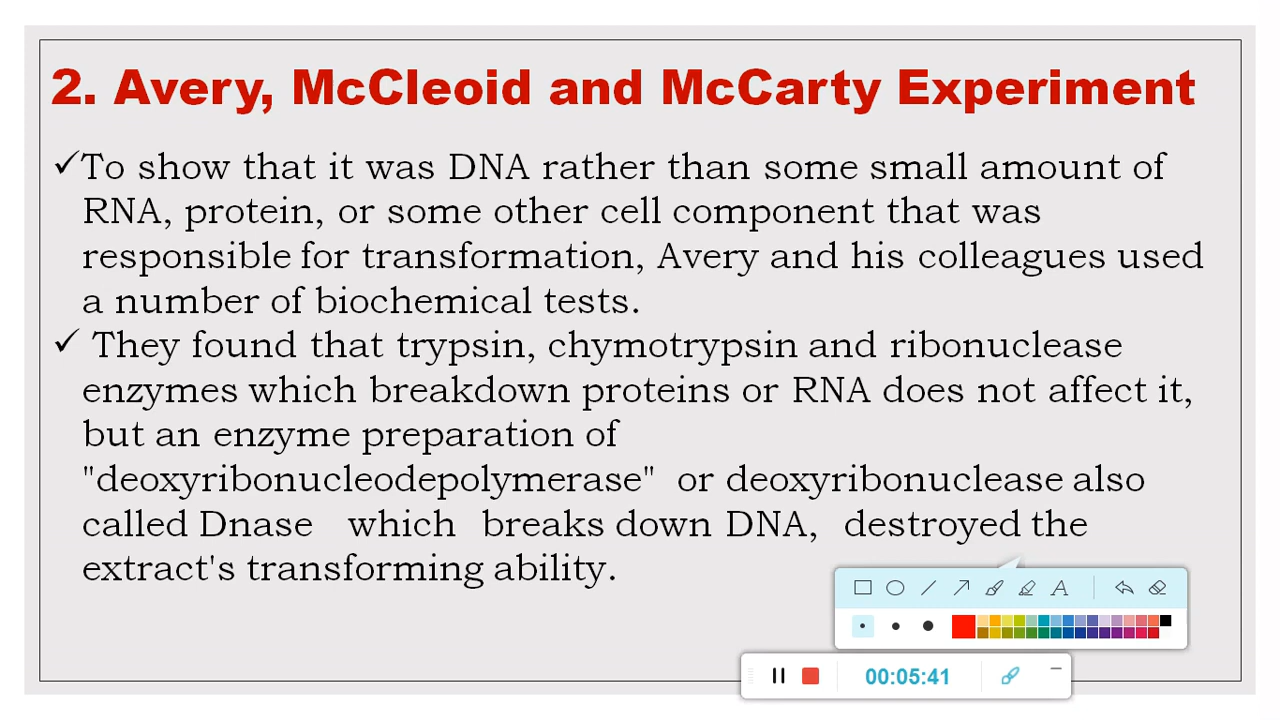 2. Avery, McCleoid and McCarty Experiment
✓To show that it was DNA rather than some small amount of
RNA, protein, or some other cell component that was
responsible for transformation, Avery and his colleagues used
a number of biochemical tests.
✓ They found that trypsin, chymotrypsin and ribonuclease
enzymes which breakdown proteins or RNA does not affect it,
but an enzyme preparation of
"deoxyribonucleodepolymerase" or deoxyribonuclease also
called Dnase which breaks down DNA, destroyed the
extract's transforming ability.
A
00:05:41